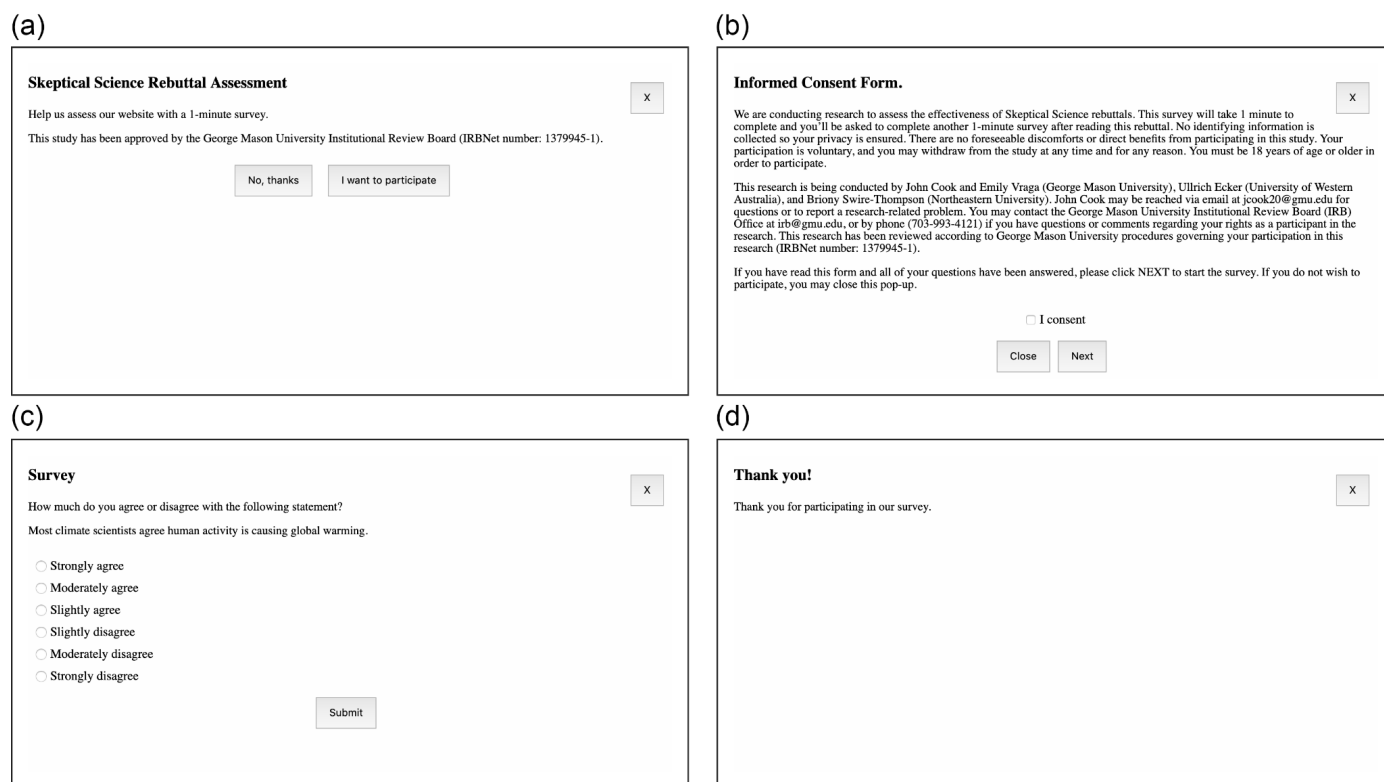 (a)
Skeptical Science Rebuttal Assessment
X
Help us assess our website with a 1-minute survey.
This study has been approved by the George Mason University Institutional Review Board (IRBNet number: 1379945-1).
No, thanks
I want to participate
(b)
Informed Consent Form.
X
We are conducting research to assess the effectiveness of Skeptical Science rebuttals. This survey will take 1 minute to
complete and you'll be asked to complete another 1-minute survey after reading this rebuttal. No identifying information is
collected so your privacy is ensured. There are no foreseeable discomforts or direct benefits from participating in this study. Your
participation is voluntary, and you may withdraw from the study at any time and for any reason. You must be 18 years of age or older in
order to participate.
This research is being conducted by John Cook and Emily Vraga (George Mason University), Ullrich Ecker (University of Western
Australia), and Briony Swire-Thompson (Northeastern University). John Cook may be reached via email at jcook20@gmu.edu for
questions or to report a research-related problem. You may contact the George Mason University Institutional Review Board (IRB)
Office at irb@gmu.edu, or by phone (703-993-4121) if you have questions or comments regarding your rights as a participant in the
research. This research has been reviewed according to George Mason University procedures governing your participation in this
research (IRBNet number: 1379945-1).
If you have read this form and all of your questions have been answered, please click NEXT to start the survey. If you do not wish to
participate, you may close this pop-up.
I consent
Close
Next
(c)
Survey
X
How much do you agree or disagree with the following statement?
Most climate scientists agree human activity is causing global warming.
Strongly agree
Moderately agree
Slightly agree
Slightly disagree
Moderately disagree
Strongly disagree
Submit
(d)
Thank you!
X
Thank you for participating in our survey.